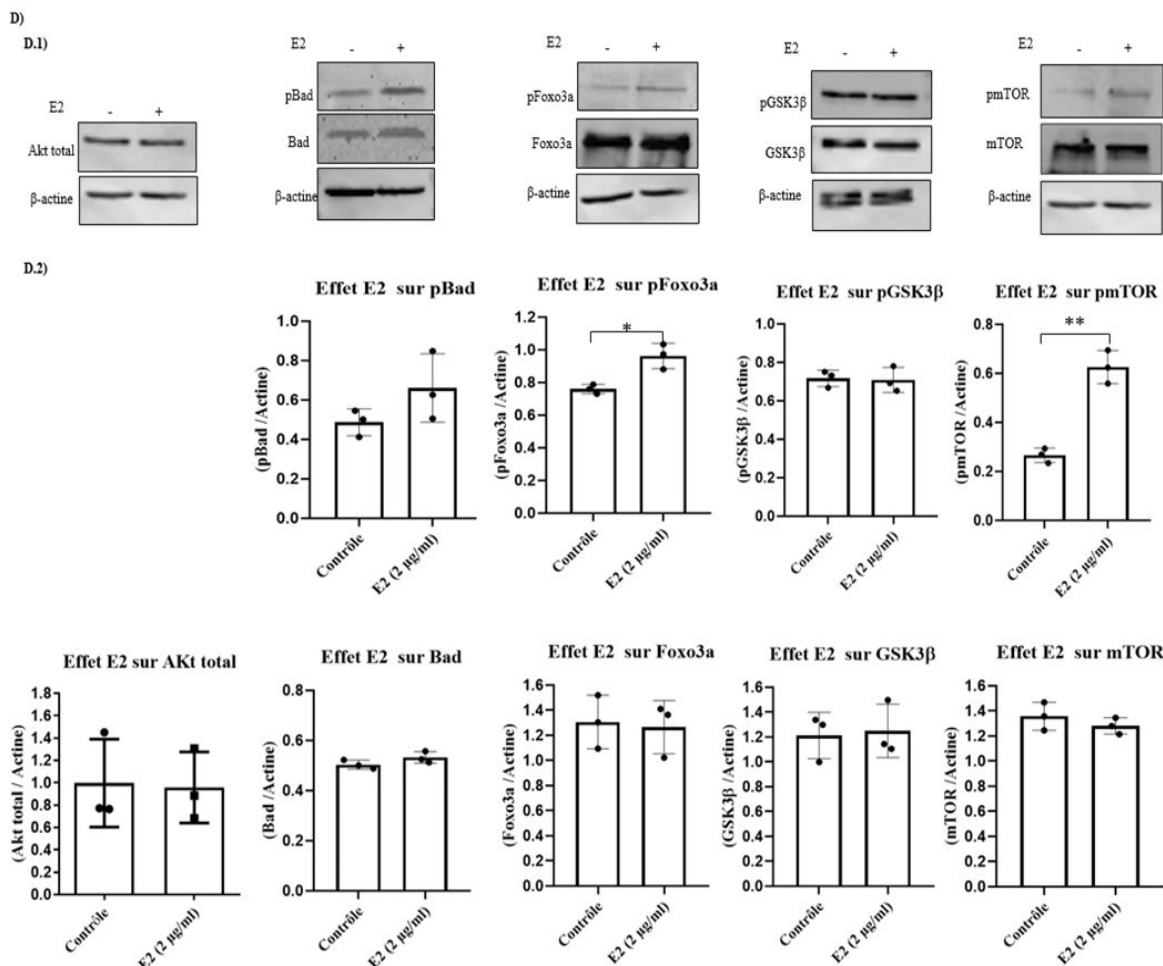 D)
D.1)
E2 - +
Akt total
β-actine
E2 - +
pBad
Bad
β-actine
E2 - +
pFoxo3a
Foxo3a
β-actine
E2 - +
pGSK3β
GSK3β
β-actine
E2 - +
pmTOR
mTOR
β-actine
D.2)
Effet E2 sur pBad
(pBad /Actine)
1.0
0.8
0.6
0.4
0.2
0.0
Contrôle
E2 (2 µg/ml)
Effet E2 sur pFoxo3a
(pFoxo3a /Actine)
1.2
1.0
0.8
0.6
0.4
0.2
0.0
*
Contrôle
E2 (2 µg/ml)
Effet E2 sur pGSK3β
(pGSK3β /Actine)
1.0
0.8
0.6
0.4
0.2
0.0
Contrôle
E2 (2 µg/ml)
Effet E2 sur pmTOR
(pmTOR /Actine)
0.8
0.6
0.4
0.2
0.0
**
Contrôle
E2 (2 µg/ml)
Effet E2 sur AKt total
(Akt total / Actine)
1.8
1.6
1.4
1.2
1.0
0.8
0.6
0.4
0.2
0.0
Contrôle
E2 (2 µg/ml)
Effet E2 sur Bad
(Bad /Actine)
0.8
0.6
0.4
0.2
0.0
Contrôle
E2 (2 µg/ml)
Effet E2 sur Foxo3a
(Foxo3a /Actine)
1.6
1.4
1.2
1.0
0.8
0.6
0.4
0.2
0.0
Contrôle
E2 (2 µg/ml)
Effet E2 sur GSK3β
(GSK3β /Actine)
1.6
1.4
1.2
1.0
0.8
0.6
0.4
0.2
0.0
Contrôle
E2 (2 µg/ml)
Effet E2 sur mTOR
(mTOR /Actine)
1.6
1.4
1.2
1.0
0.8
0.6
0.4
0.2
0.0
Contrôle
E2 (2 µg/ml)